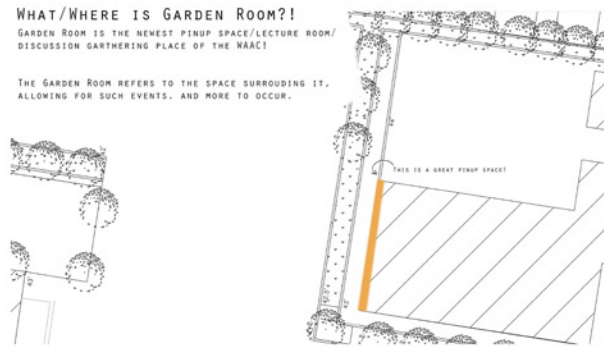 What/Where is Garden Room?!
Garden Room is the newest pinup space/lecture room/
discussion garthering place of the WAAC!
The Garden Room refers to the space surrouding it,
allowing for such events, and more to occur.
This is a great pinup space!